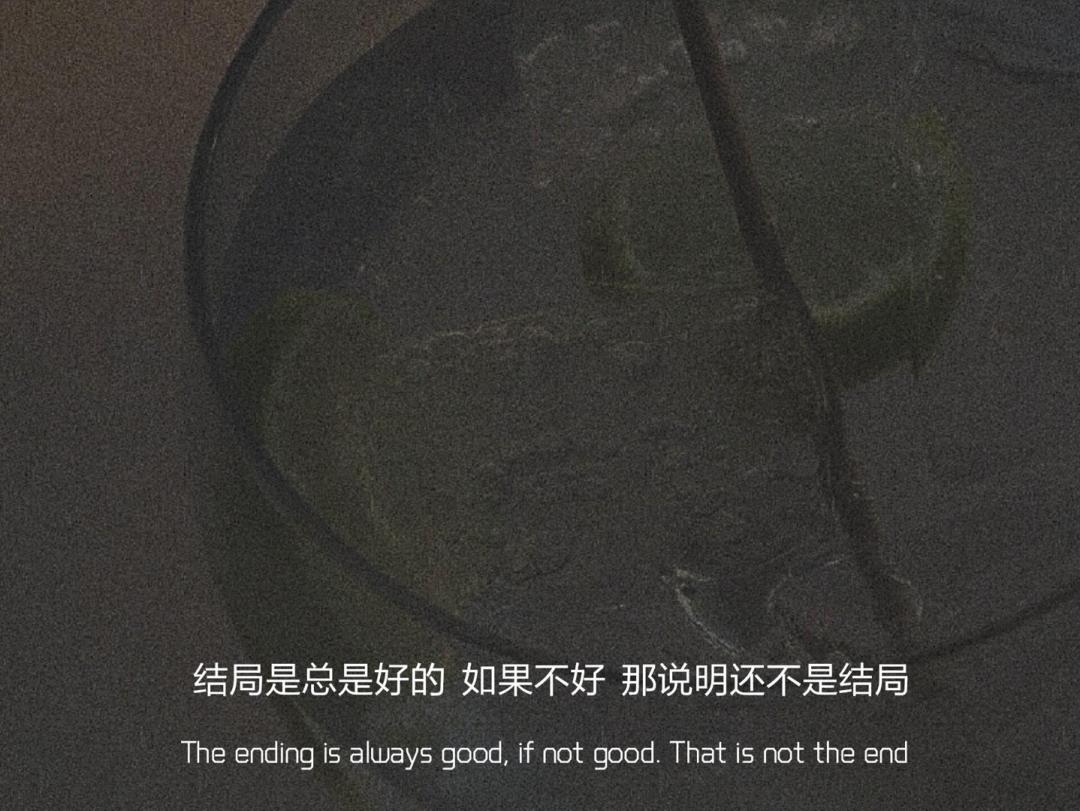 结局是总是好的 如果不好 那说明还不是结局
The ending is always good, if not good. That is not the end